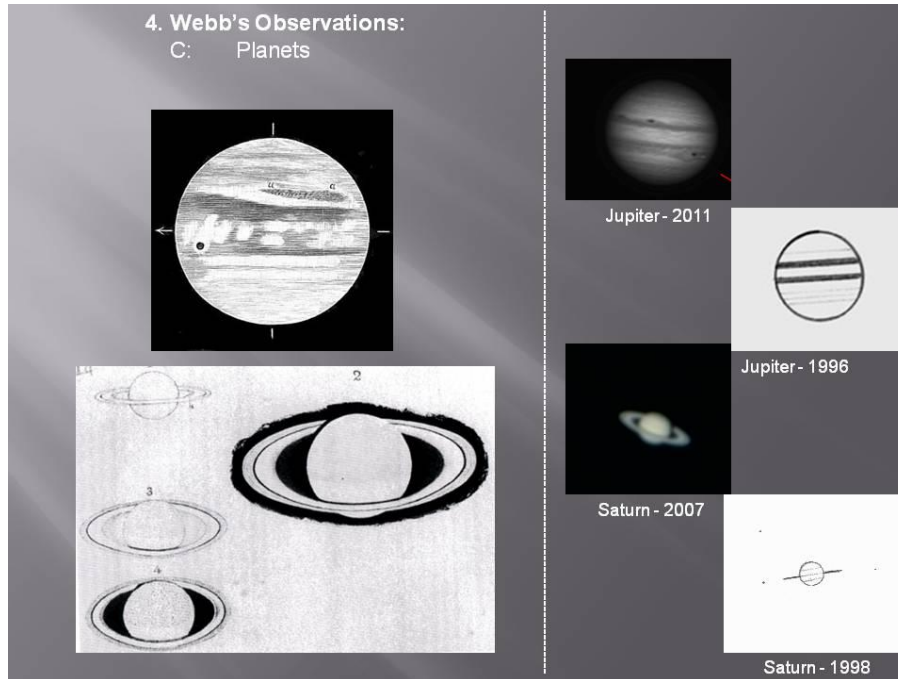 4. Webb's Observations:
C: Planets
a a
2
3
4
Jupiter - 2011
Jupiter - 1996
Saturn - 2007
Saturn - 1998